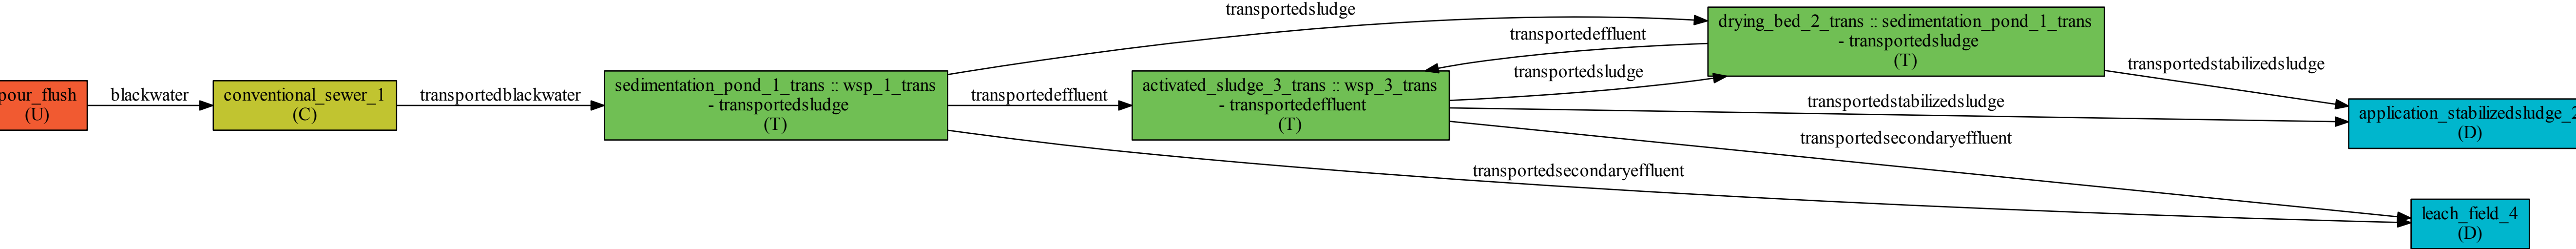 pour_flush
(U)
blackwater
conventional_sewer_1
(C)
transportedblackwater
sedimentation_pond_1_trans :: wsp_1_trans
- transportedsludge
(T)
transportedsludge
transportedeffluent
transportedsecondaryeffluent
activated_sludge_3_trans :: wsp_3_trans
- transportedeffluent
(T)
transportedeffluent
transportedsludge
drying_bed_2_trans :: sedimentation_pond_1_trans
- transportedsludge
(T)
transportedstabilizedsludge
transportedstabilizedsludge
transportedsecondaryeffluent
application_stabilizedsludge_2
(D)
leach_field_4
(D)